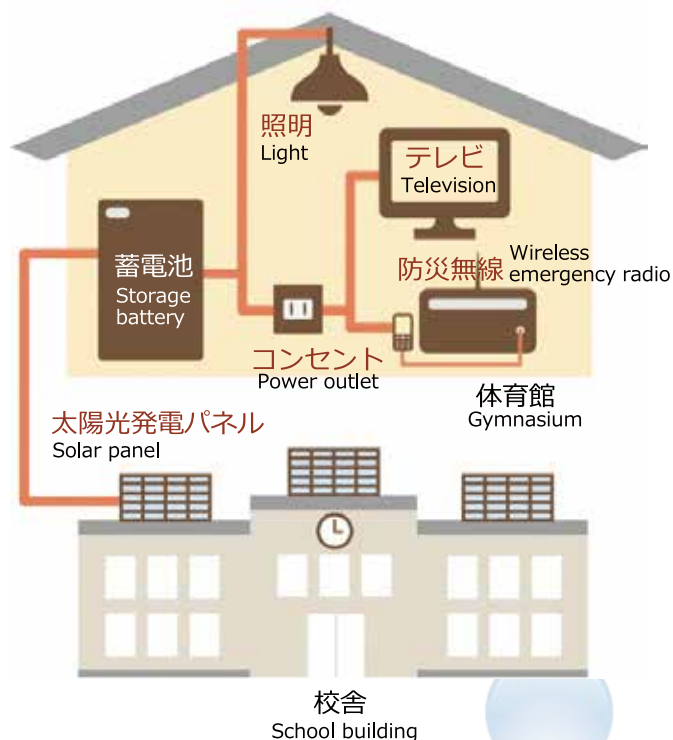 照明
Light
テレビ
Television
蓄電池
Storage
battery
防災無線
Wireless
emergency radio
コンセント
Power outlet
体育館
Gymnasium
太陽光発電パネル
Solar panel
校舎
School building